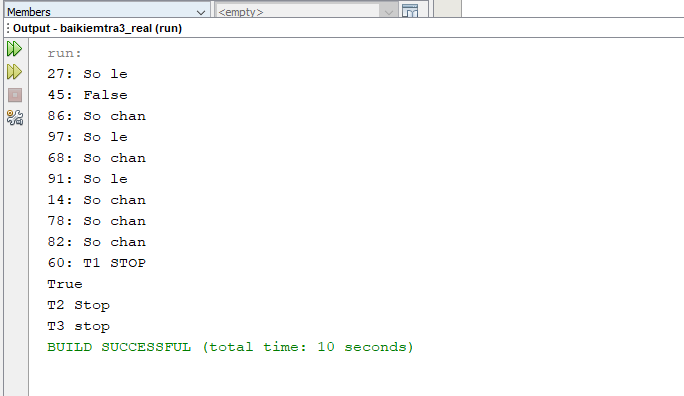 Members <empty>
Output - baikiemtra3_real (run)
run:
27: So le
45: False
86: So chan
97: So le
68: So chan
91: So le
14: So chan
78: So chan
82: So chan
60: T1 STOP
True
T2 Stop
T3 stop
BUILD SUCCESSFUL (total time: 10 seconds)